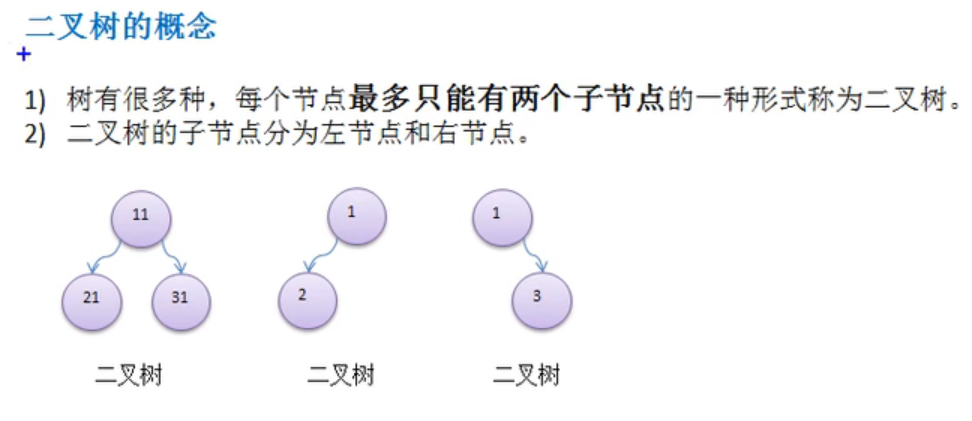 二叉树的概念
1) 树有很多种，每个节点最多只能有两个子节点的一种形式称为二叉树。
2) 二叉树的子节点分为左节点和右节点。
11
1
1
21
31
2
3
二叉树
二叉树
二叉树